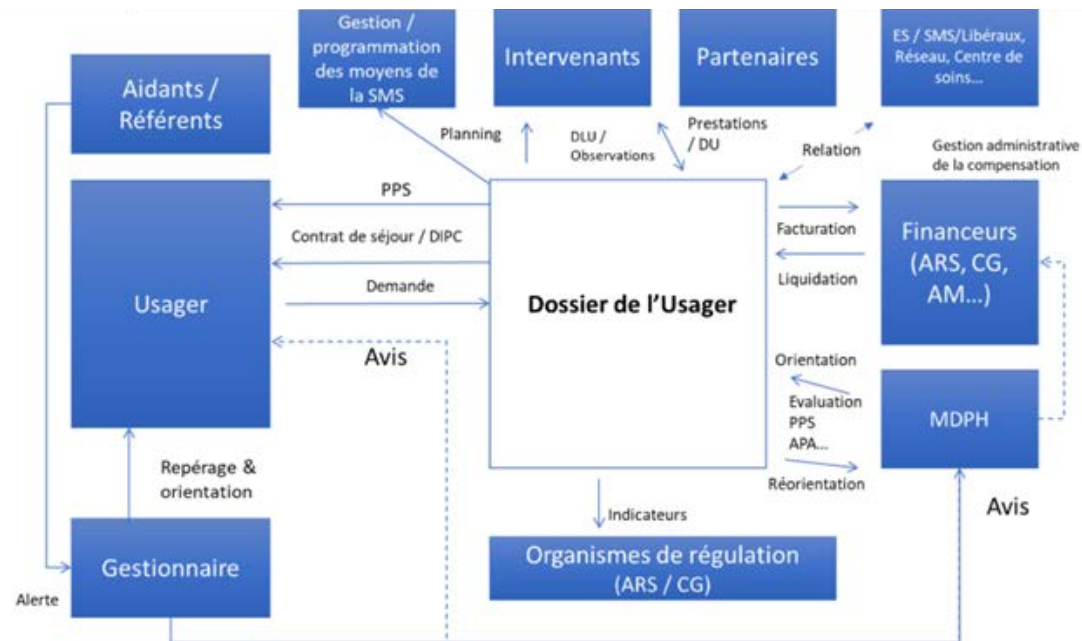 Gestion /
programmation
des moyens de
la SMS
Intervenants
Partenaires
ES / SMS/Libéraux,
Réseau, Centre de
soins...
Aidants /
Référents
Planning
DLU /
Observations
Prestations
/ DU
Relation
Gestion administrative
de la compensation
PPS
Contrat de séjour / DIPC
Demande
Usager
Avis
Dossier de l'Usager
Facturation
Liquidation
Financeurs
(ARS, CG,
AM...)
Orientation
Evaluation
PPS
APA...
Réorientation
MDPH
Avis
Repérage &
orientation
Gestionnaire
Alerte
Indicateurs
Organismes de régulation
(ARS / CG)